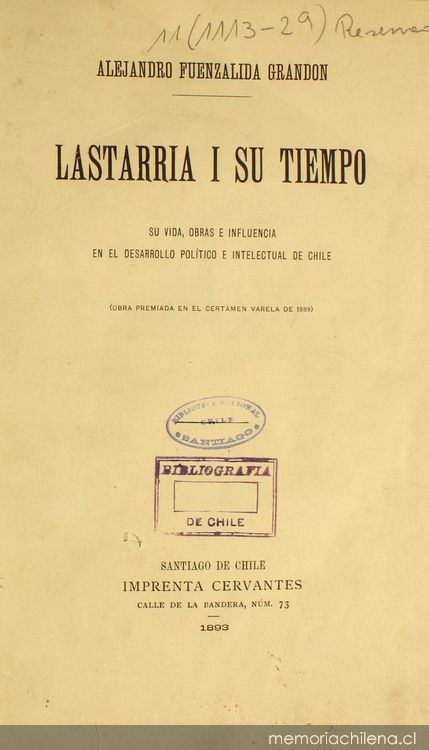 11 (1113-29)
ALEJANDRO FUENZALIDA GRANDON
LASTARRIA I SU TIEMPO
SU VIDA, OBRAS E INFLUENCIA
EN EL DESARROLLO POLÍTICO E INTELECTUAL DE CHILE
(OBRA PREMIADA EN EL CERTÁMEN VARELA DE 1889)
BIBLIOTECA NACIONAL
CHILE
SANTIAGO
BIBLIOGRAFIA
DE CHILE
SANTIAGO DE CHILE
IMPRENTA CERVANTES
CALLE DE LA BANDERA, NÚM. 73
1893
memoriachilena.cl